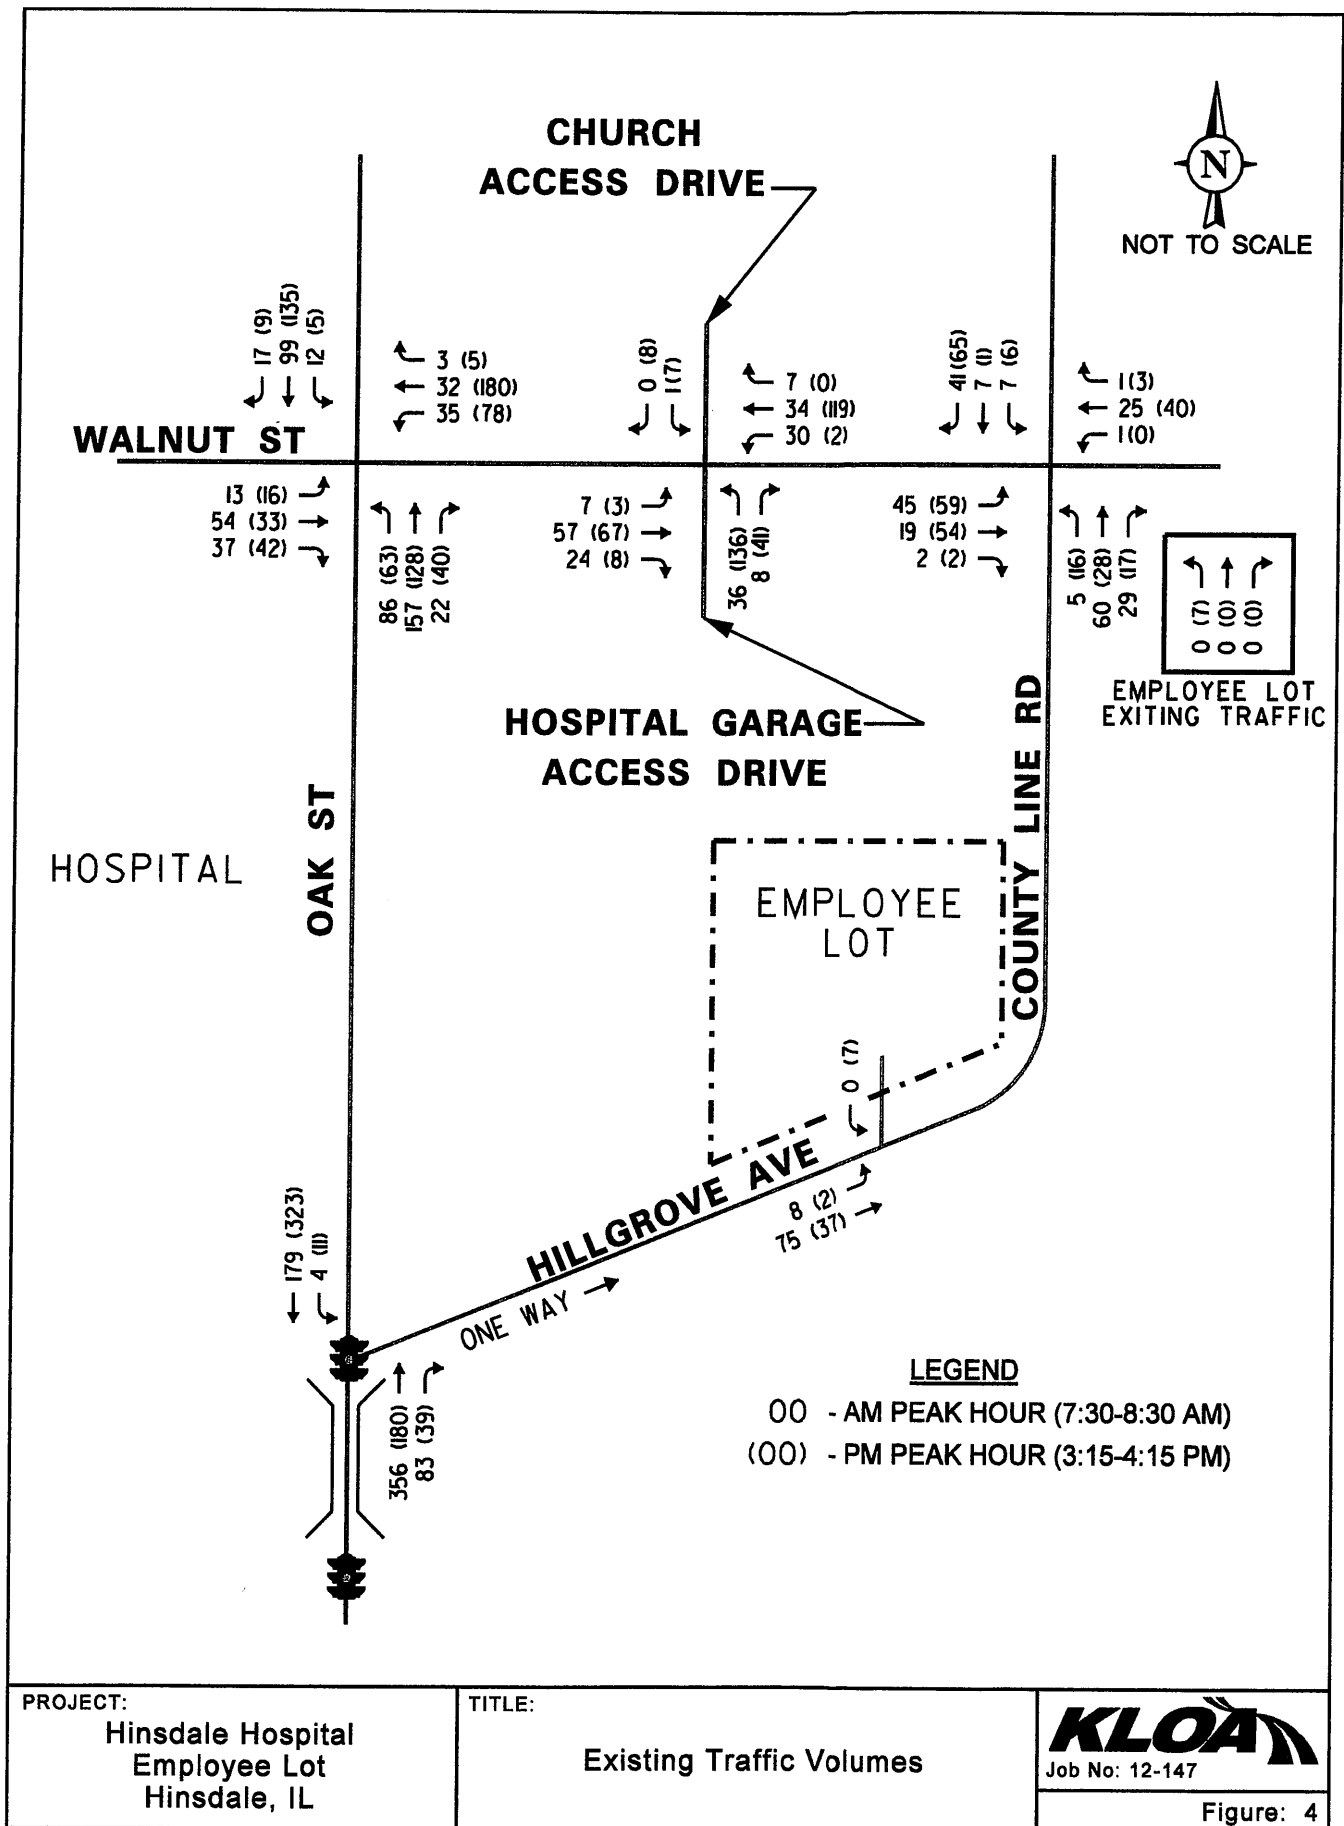 CHURCH
ACCESS DRIVE
N
NOT TO SCALE
17 (9)
99 (135)
12 (5)
3 (5)
32 (180)
35 (78)
0 (8)
1 (7)
7 (0)
34 (119)
30 (2)
41 (65)
7 (1)
7 (6)
1 (3)
25 (40)
1 (0)
WALNUT ST
13 (16)
54 (33)
37 (42)
86 (63)
157 (128)
22 (40)
7 (3)
57 (67)
24 (8)
36 (136)
8 (41)
45 (59)
19 (54)
2 (2)
5 (16)
60 (28)
29 (17)
0 (7)
0 (0)
0 (0)
EMPLOYEE LOT
EXITING TRAFFIC
HOSPITAL GARAGE
ACCESS DRIVE
OAK ST
COUNTY LINE RD
HOSPITAL
EMPLOYEE
LOT
0 (7)
HILLGROVE AVE
8 (2)
75 (37)
179 (323)
4 (11)
ONE WAY
356 (180)
83 (39)
LEGEND
00 - AM PEAK HOUR (7:30-8:30 AM)
(00) - PM PEAK HOUR (3:15-4:15 PM)
PROJECT:
Hinsdale Hospital
Employee Lot
Hinsdale, IL
TITLE:
Existing Traffic Volumes
KLOA
Job No: 12-147
Figure: 4